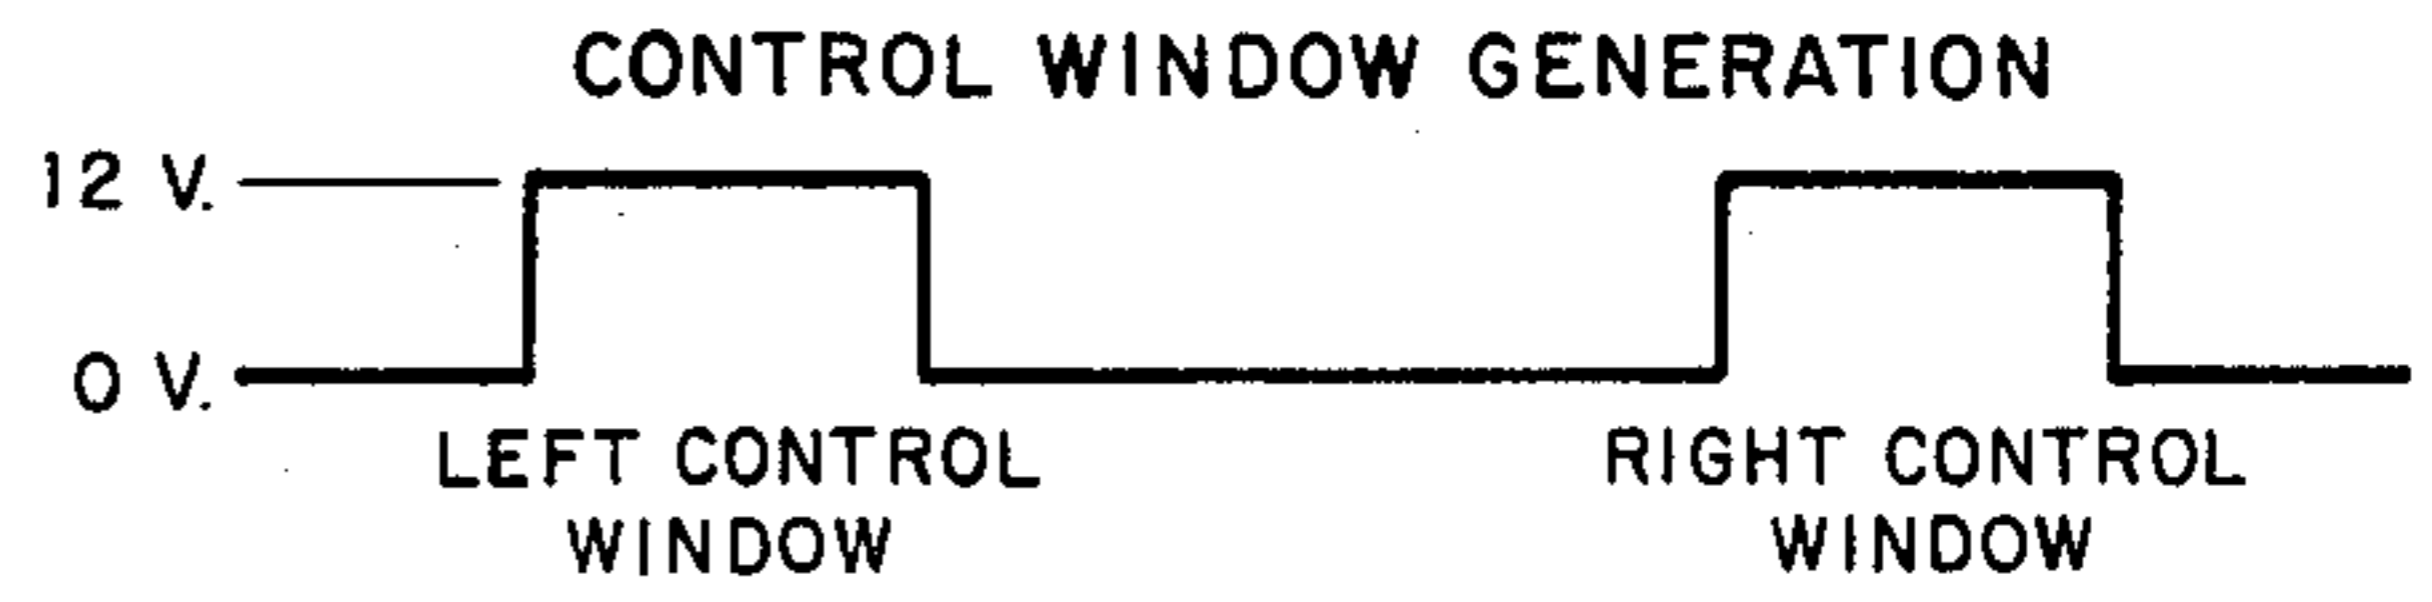 CONTROL WINDOW GENERATION
12 V.
0 V.
LEFT CONTROL
WINDOW
RIGHT CONTROL
WINDOW